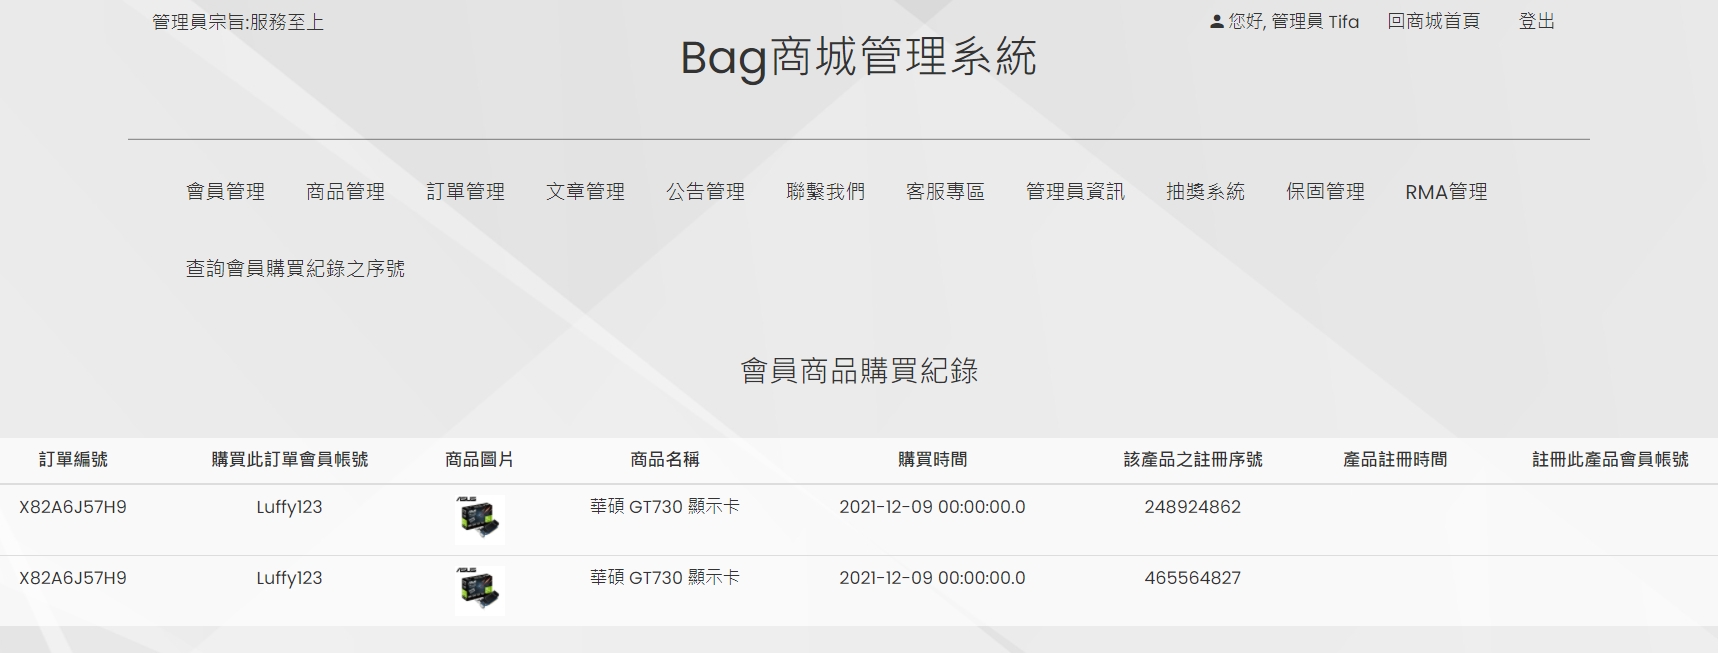 管理員宗旨:服務至上
您好, 管理員 Tifa 回商城首頁 登出
Bag商城管理系統
會員管理 商品管理 訂單管理 文章管理 公告管理 聯繫我們 客服專區 管理員資訊 抽獎系統 保固管理 RMA管理
查詢會員購買紀錄之序號
會員商品購買紀錄
訂單編號 購買此訂單會員帳號 商品圖片 商品名稱 購買時間 該產品之註冊序號 產品註冊時間 註冊此產品會員帳號
X82A6J57H9 Luffy123 ASUS 華碩 GT730 顯示卡 2021-12-09 00:00:00.0 248924862
X82A6J57H9 Luffy123 ASUS 華碩 GT730 顯示卡 2021-12-09 00:00:00.0 465564827